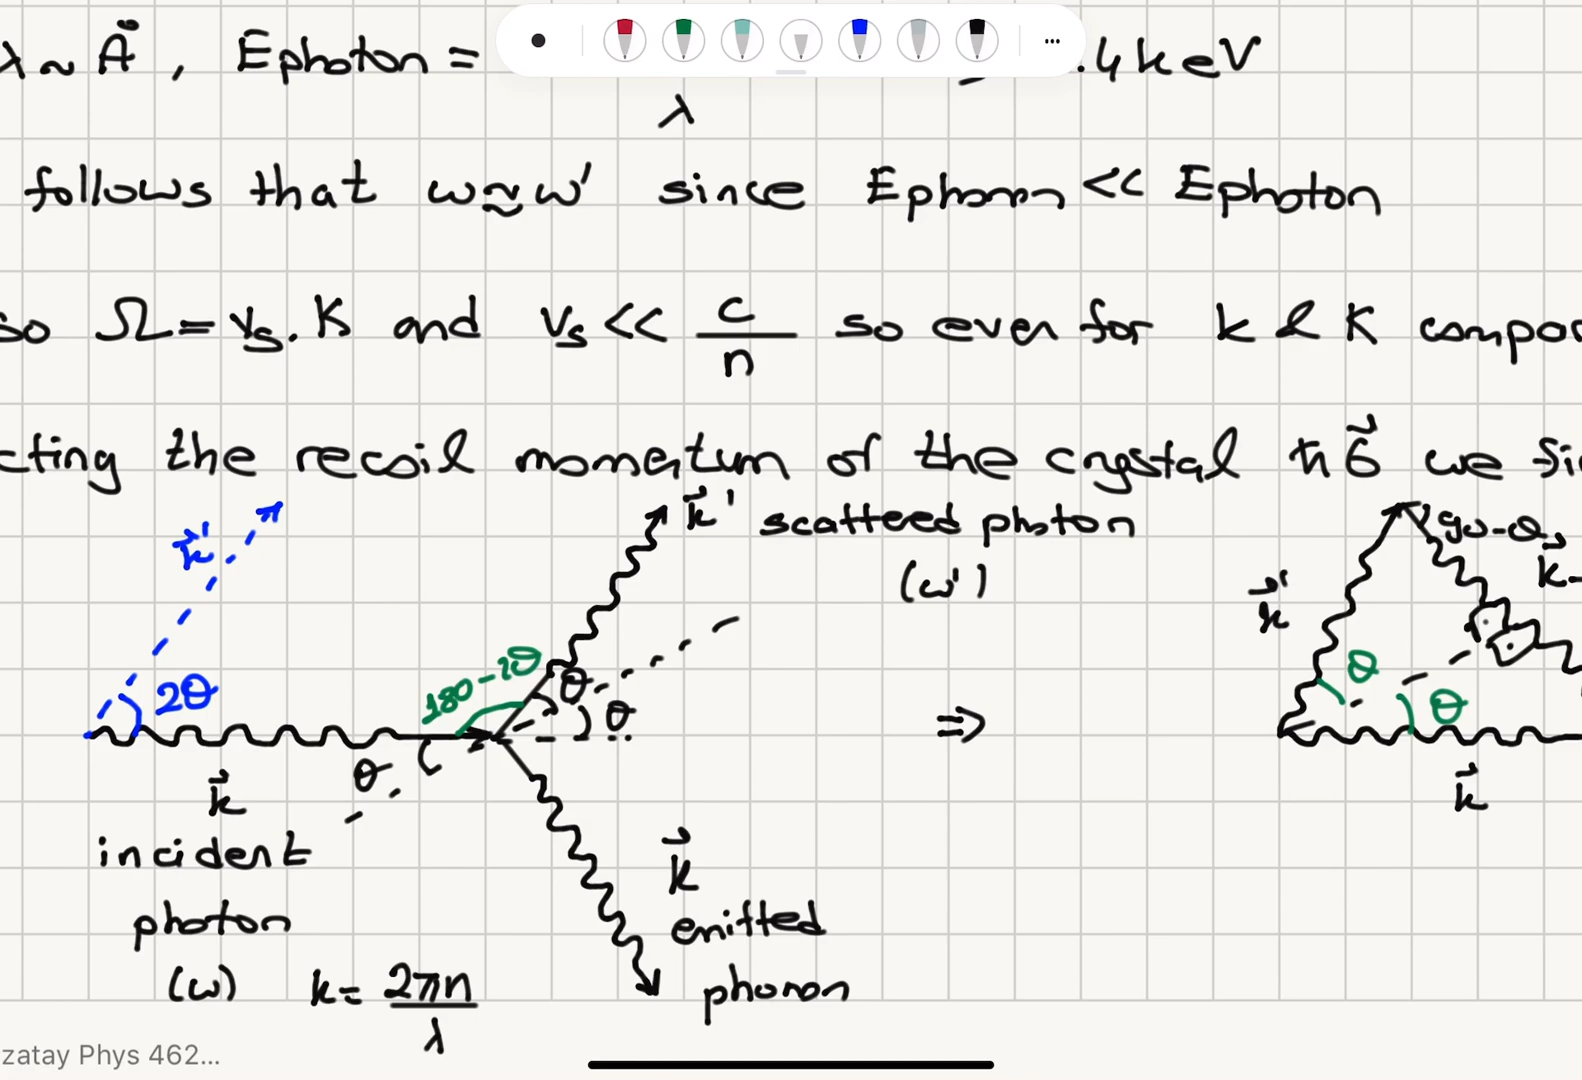 λ ~ Å , Ephoton = .4 keV
λ
follows that ω ≈ ω' since Ephonon << Ephoton
so Ω = vs. K and vs << c/n so even for k & K compar
cting the recoil momentum of the crystal ħG⃗ we fi
k⃗'
k⃗' scattered photon
(ω')
2θ
180-2θ
θ
θ
θ
⇒
k⃗'
90-θ
k⃗-
θ
θ
k⃗
k⃗
incident
photon
(ω) k = 2πn/λ
k⃗
emitted
phonon
zatay Phys 462...